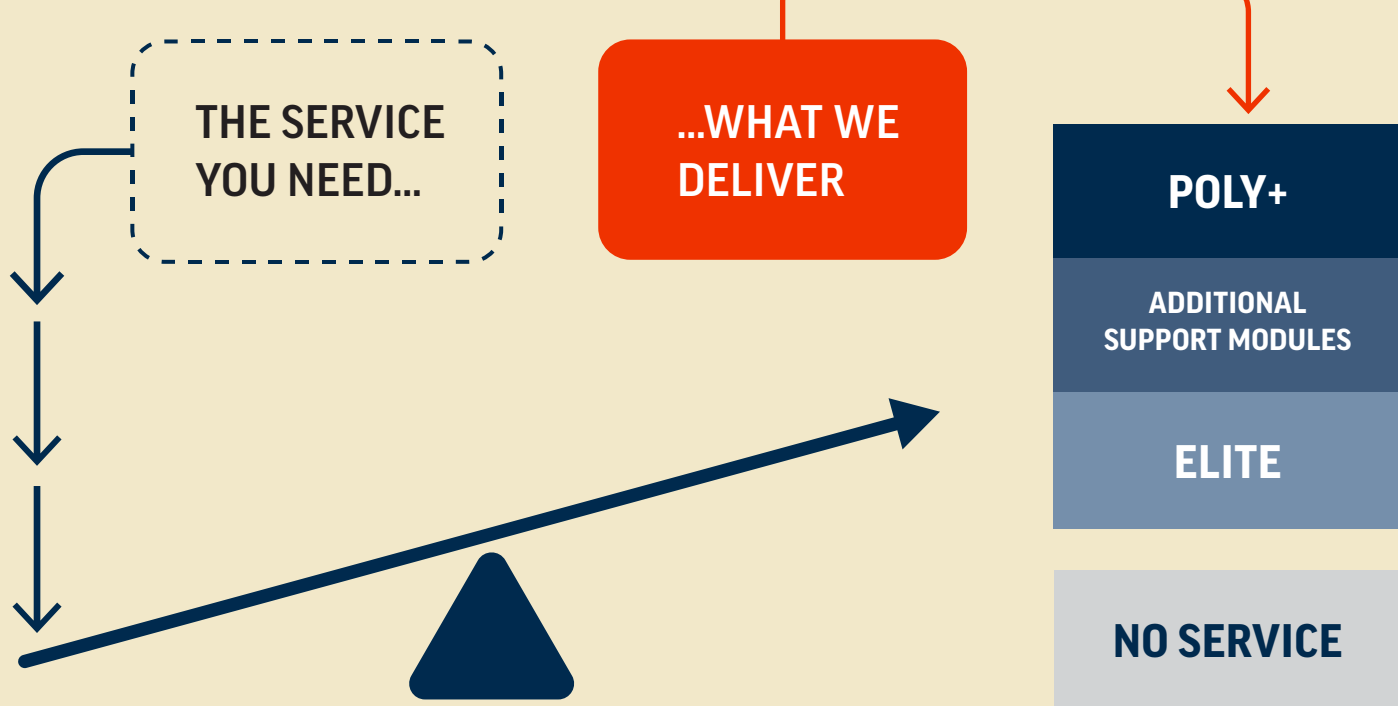 THE SERVICE
YOU NEED...
...WHAT WE
DELIVER
POLY+
ADDITIONAL
SUPPORT MODULES
ELITE
NO SERVICE